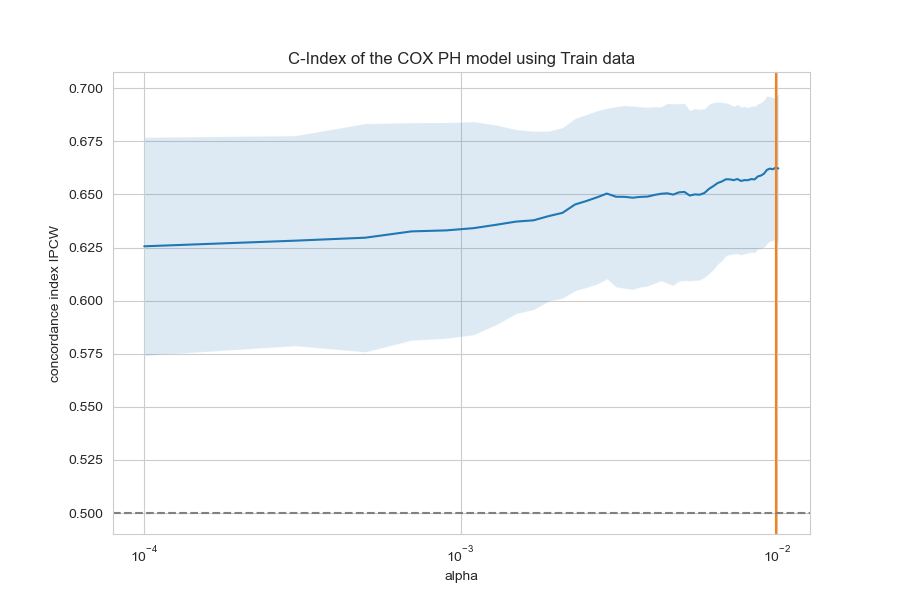 C-Index of the COX PH model using Train data
concordance index IPCW
0.700
0.675
0.650
0.625
0.600
0.575
0.550
0.525
0.500
10⁻⁴ 10⁻³ 10⁻²
alpha